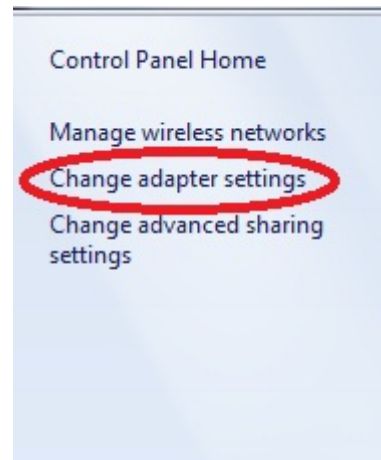 Control Panel Home
Manage wireless networks
Change adapter settings
Change advanced sharing
settings